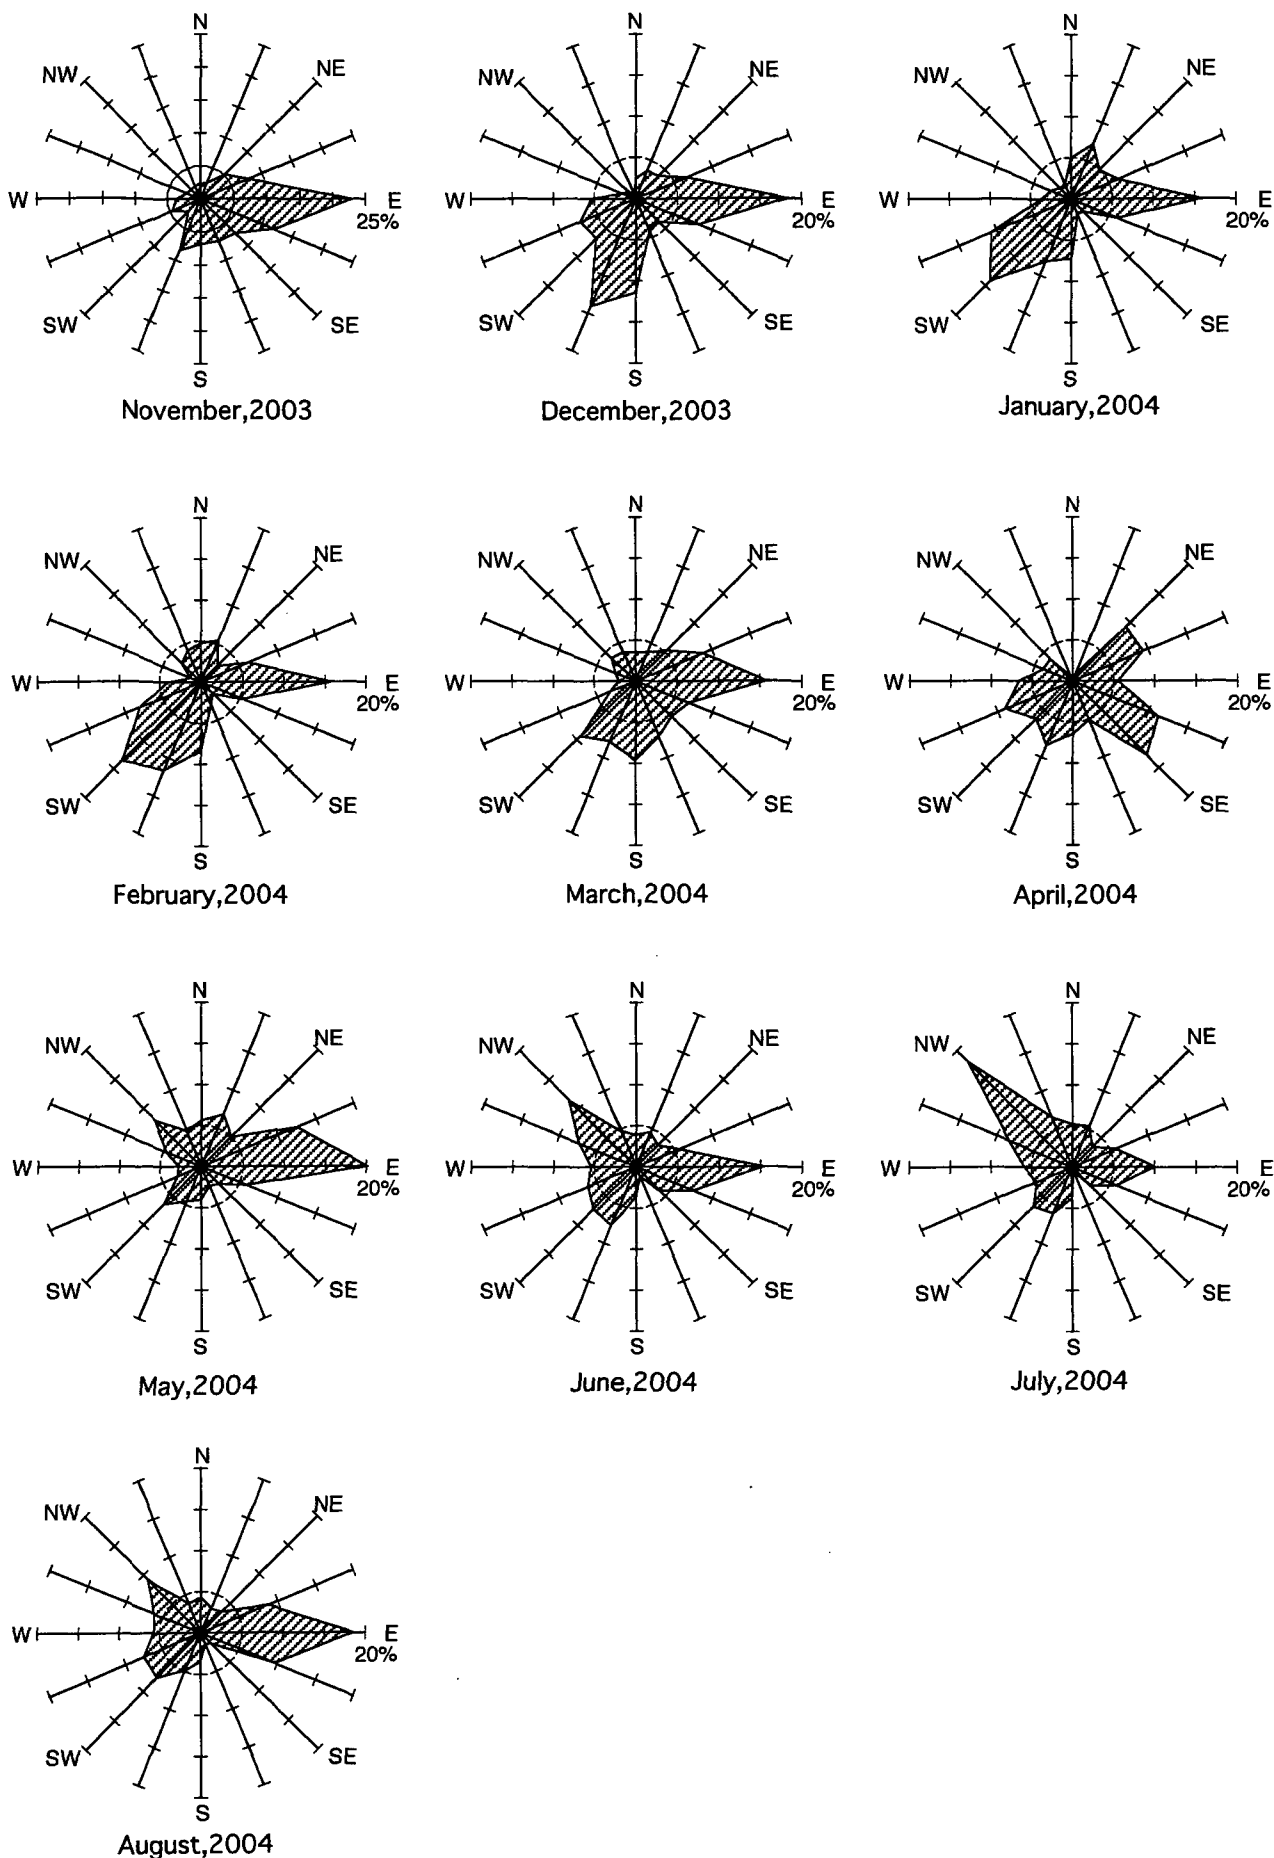 N
NW
NE
W
E
25%
SW
SE
S
November,2003
N
NW
NE
W
E
20%
SW
SE
S
December,2003
N
NW
NE
W
E
20%
SW
SE
S
January,2004
N
NW
NE
W
E
20%
SW
SE
S
February,2004
N
NW
NE
W
E
20%
SW
SE
S
March,2004
N
NW
NE
W
E
20%
SW
SE
S
April,2004
N
NW
NE
W
E
20%
SW
SE
S
May,2004
N
NW
NE
W
E
20%
SW
SE
S
June,2004
N
NW
NE
W
E
20%
SW
SE
S
July,2004
N
NW
NE
W
E
20%
SW
SE
S
August,2004